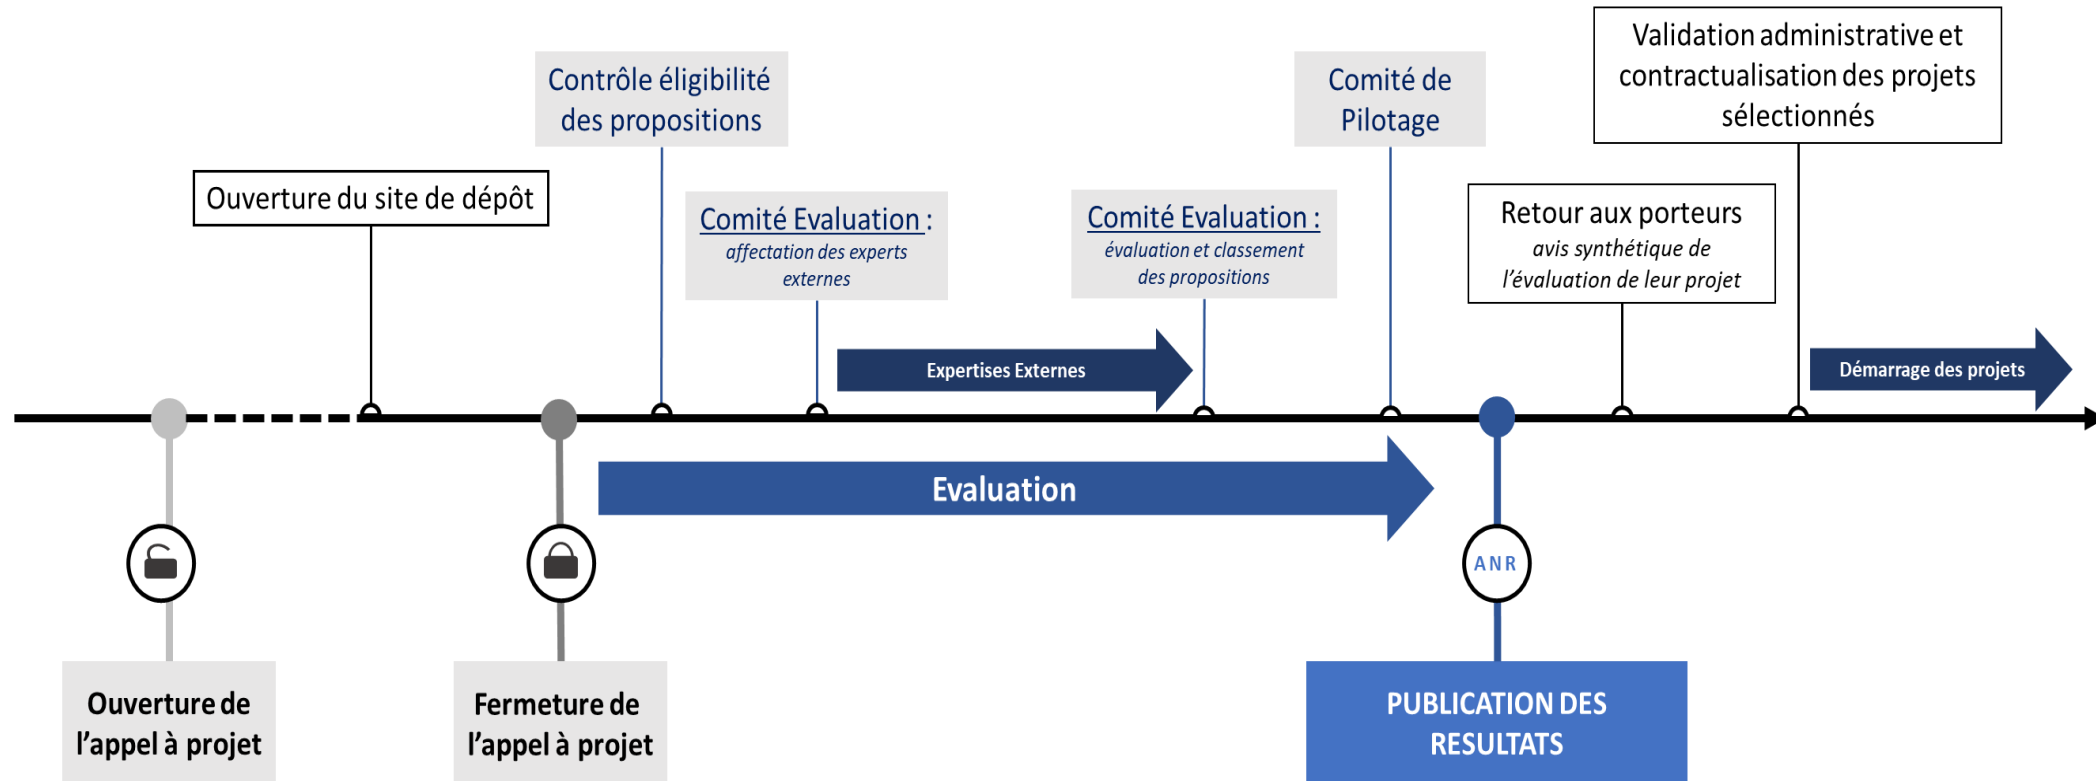 Validation administrative et
contractualisation des projets
sélectionnés
Contrôle éligibilité
des propositions
Comité de
Pilotage
Ouverture du site de dépôt
Comité Evaluation :
affectation des experts
externes
Comité Evaluation :
évaluation et classement
des propositions
Retour aux porteurs
avis synthétique de
l’évaluation de leur projet
Expertises Externes
Démarrage des projets
Evaluation
ANR
Ouverture de
l’appel à projet
Fermeture de
l’appel à projet
PUBLICATION DES
RESULTATS